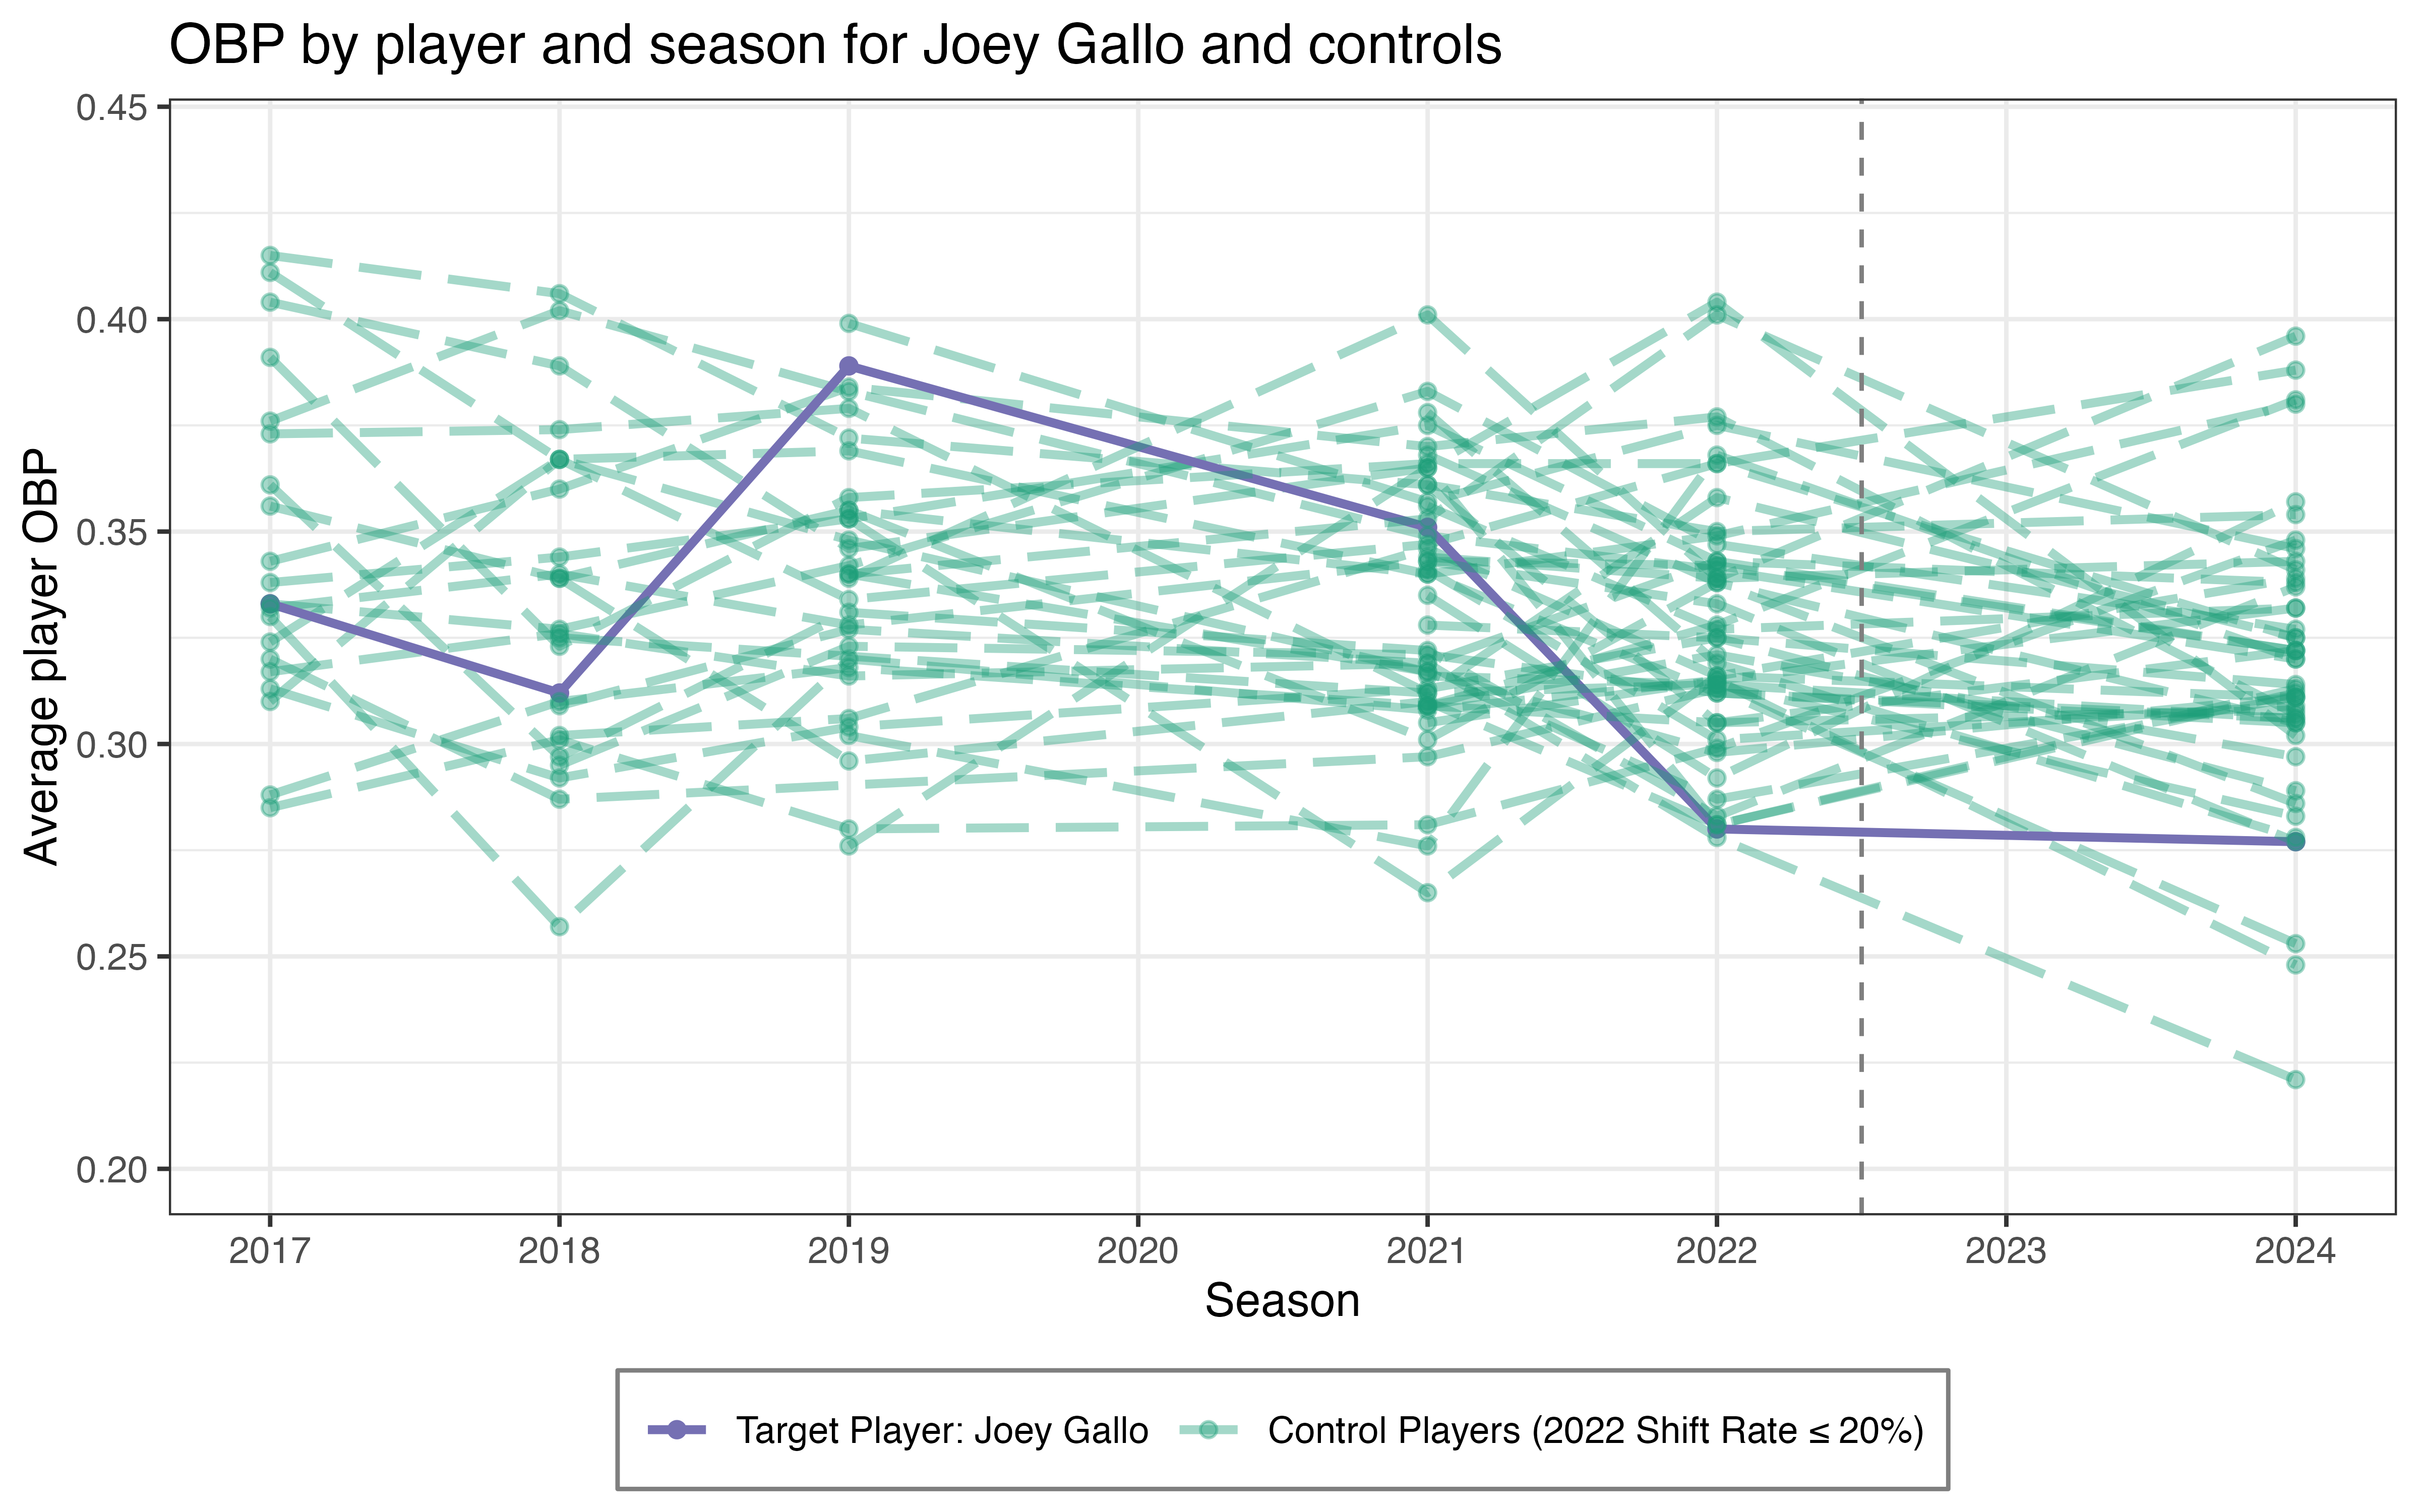 OBP by player and season for Joey Gallo and controls
Average player OBP
0.45
0.40
0.35
0.30
0.25
0.20
2017 2018 2019 2020 2021 2022 2023 2024
Season
Target Player: Joey Gallo Control Players (2022 Shift Rate ≤ 20%)